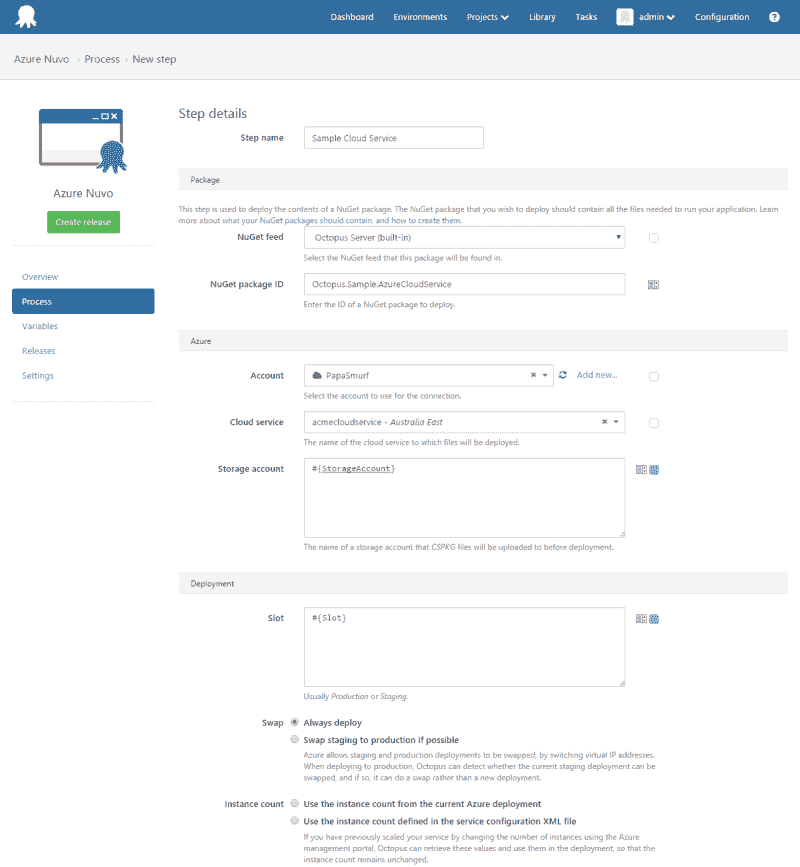 Dashboard Environments Projects Library Tasks admin Configuration ?
Azure Nuvo › Process › New step
Step details
Step name Sample Cloud Service
Azure Nuvo
Create release
Overview
Process
Variables
Releases
Settings
Package
This step is used to deploy the contents of a NuGet package. The NuGet package that you wish to deploy should contain all the files needed to run your application. Learn
more about what your NuGet packages should contain, and how to create them.
NuGet feed Octopus Server (built-in)
Select the NuGet feed that this package will be found in.
NuGet package ID Octopus.Sample.AzureCloudService
Enter the ID of a NuGet package to deploy.
Azure
Account PapaSmurf Add new...
Select the account to use for the connection.
Cloud service acmecloudservice - Australia East
The name of the cloud service to which files will be deployed.
Storage account #{StorageAccount}
The name of a storage account that CSPKG files will be uploaded to before deployment.
Deployment
Slot #{Slot}
Usually Production or Staging.
Swap Always deploy
Swap staging to production if possible
Azure allows staging and production deployments to be swapped, by switching virtual IP addresses.
When deploying to production, Octopus can detect whether the current staging deployment can be
swapped, and if so, it can do a swap rather than a new deployment.
Instance count Use the instance count from the current Azure deployment
Use the instance count defined in the service configuration XML file
If you have previously scaled your service by changing the number of instances using the Azure
management portal, Octopus can retrieve these values and use them in the deployment, so that the
instance count remains unchanged.